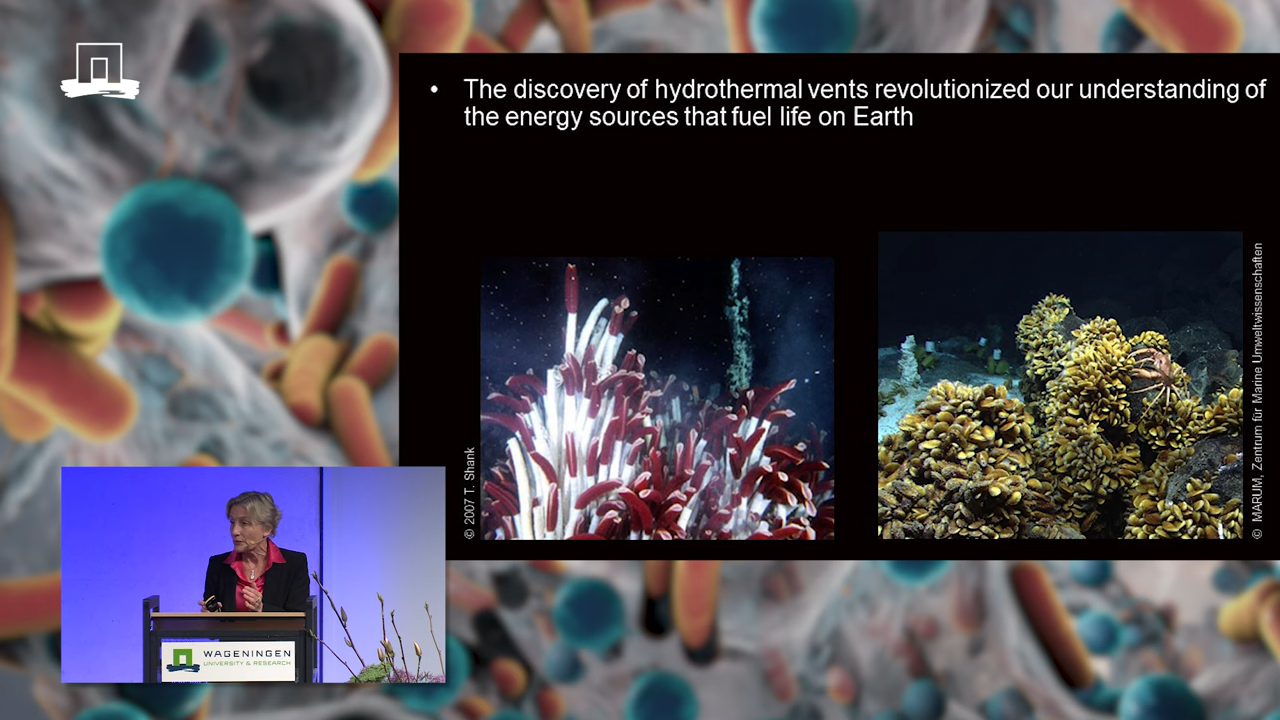 • The discovery of hydrothermal vents revolutionized our understanding of
the energy sources that fuel life on Earth
© 2007 T. Shank
© MARUM, Zentrum für Marine Umweltwissenschaften
WAGENINGEN
UNIVERSITY & RESEARCH